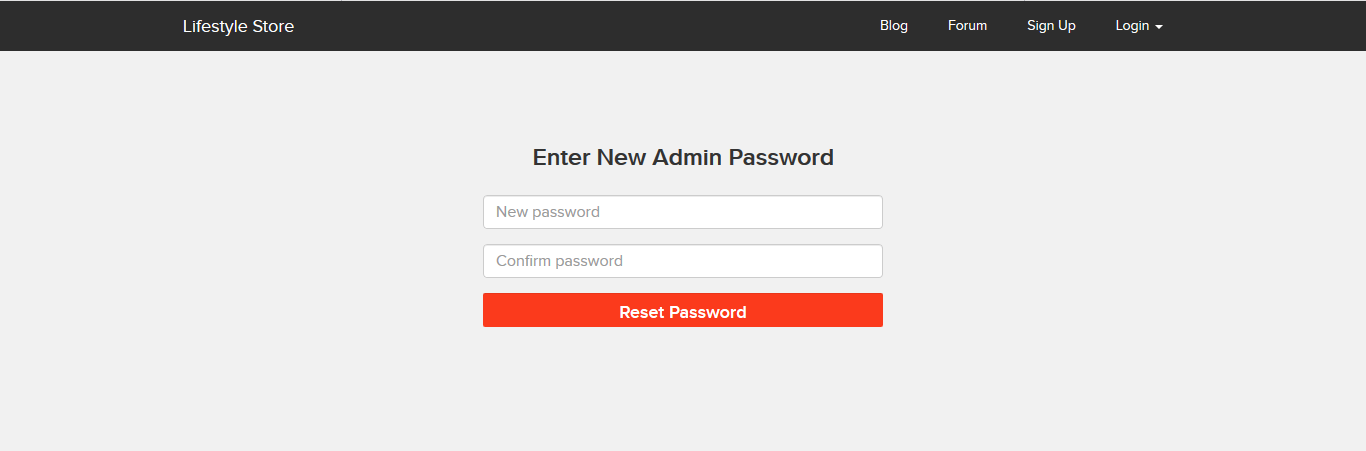 Lifestyle Store Blog Forum Sign Up Login
Enter New Admin Password
New password
Confirm password
Reset Password